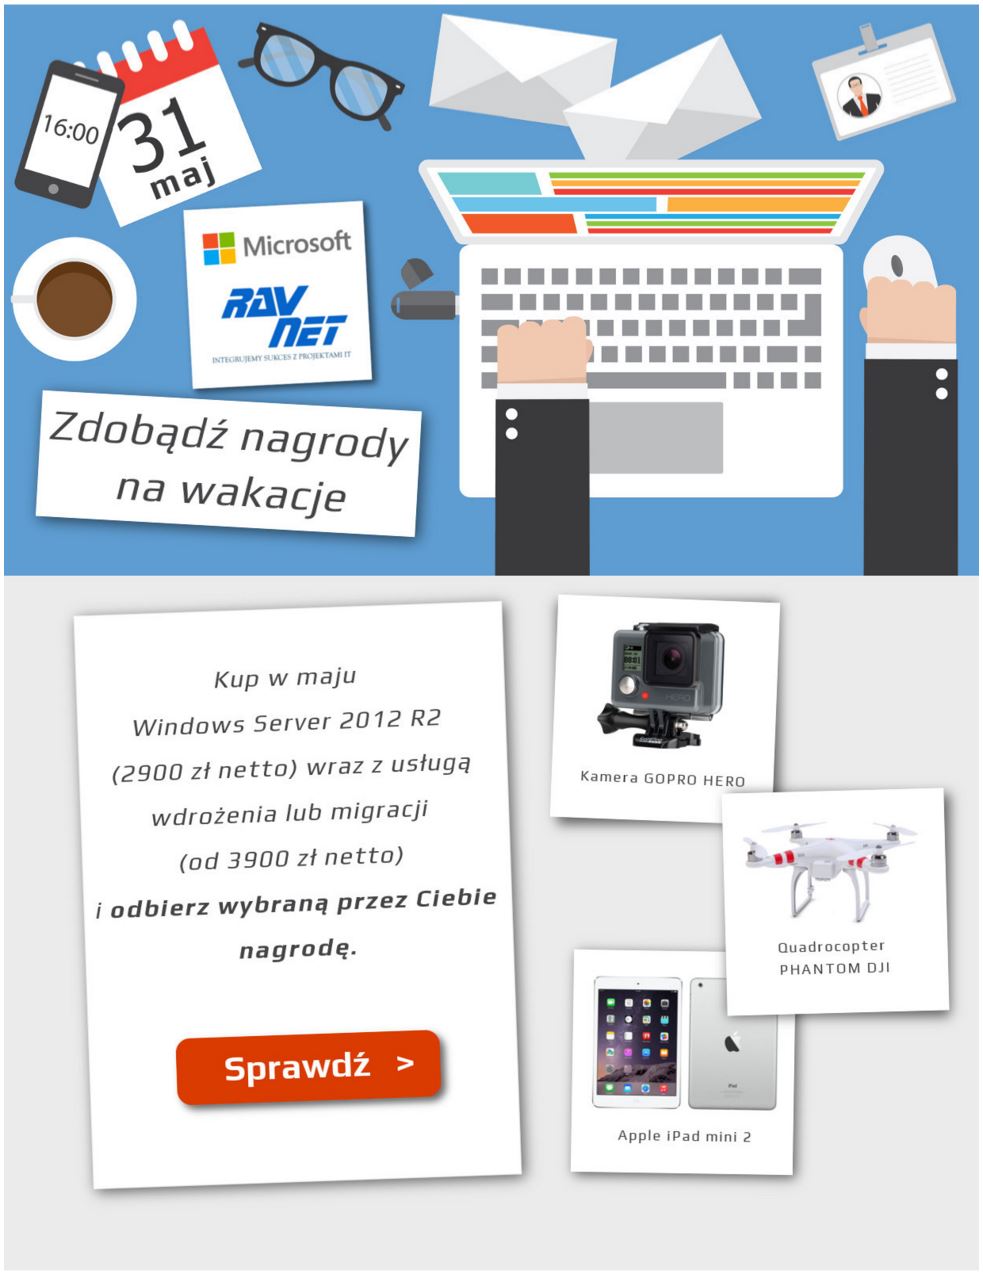 16:00
31
maj
Microsoft
RAV
NET
INTEGRUJEMY SUKCES Z PROJEKTAMI IT
Zdobądź nagrody
na wakacje
Kup w maju
Windows Server 2012 R2
(2900 zł netto) wraz z usługą
wdrożenia lub migracji
(od 3900 zł netto)
i odbierz wybraną przez Ciebie
nagrodę.
Sprawdź >
HERO
Kamera GOPRO HERO
Quadrocopter
PHANTOM DJI
iPad
Apple iPad mini 2